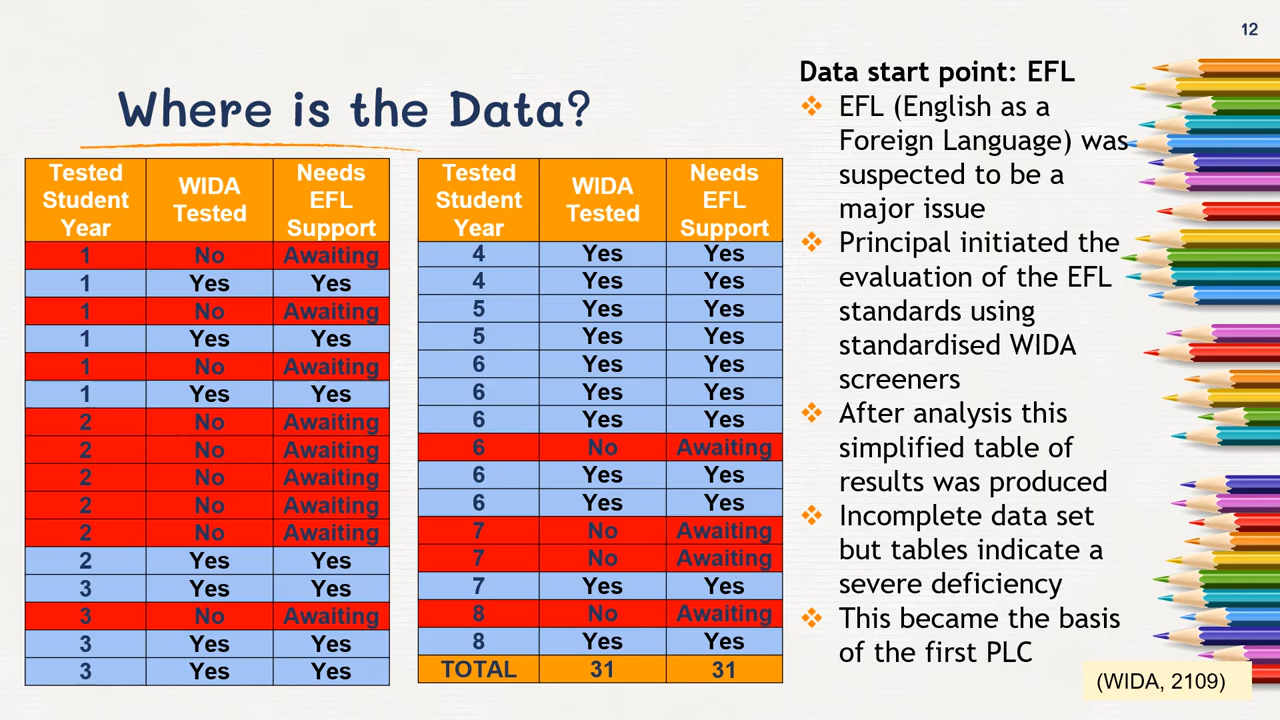 12
Where is the Data?
Tested Student Year WIDA Tested Needs EFL Support
1 No Awaiting
1 Yes Yes
1 No Awaiting
1 Yes Yes
1 No Awaiting
1 Yes Yes
2 No Awaiting
2 No Awaiting
2 No Awaiting
2 No Awaiting
2 No Awaiting
2 Yes Yes
3 Yes Yes
3 No Awaiting
3 Yes Yes
3 Yes Yes
Tested Student Year WIDA Tested Needs EFL Support
4 Yes Yes
4 Yes Yes
5 Yes Yes
5 Yes Yes
6 Yes Yes
6 Yes Yes
6 Yes Yes
6 No Awaiting
6 Yes Yes
6 Yes Yes
7 No Awaiting
7 No Awaiting
7 Yes Yes
8 No Awaiting
8 Yes Yes
TOTAL 31 31
Data start point: EFL
❖ EFL (English as a
Foreign Language) was
suspected to be a
major issue
❖ Principal initiated the
evaluation of the EFL
standards using
standardised WIDA
screeners
❖ After analysis this
simplified table of
results was produced
❖ Incomplete data set
but tables indicate a
severe deficiency
❖ This became the basis
of the first PLC
(WIDA, 2109)